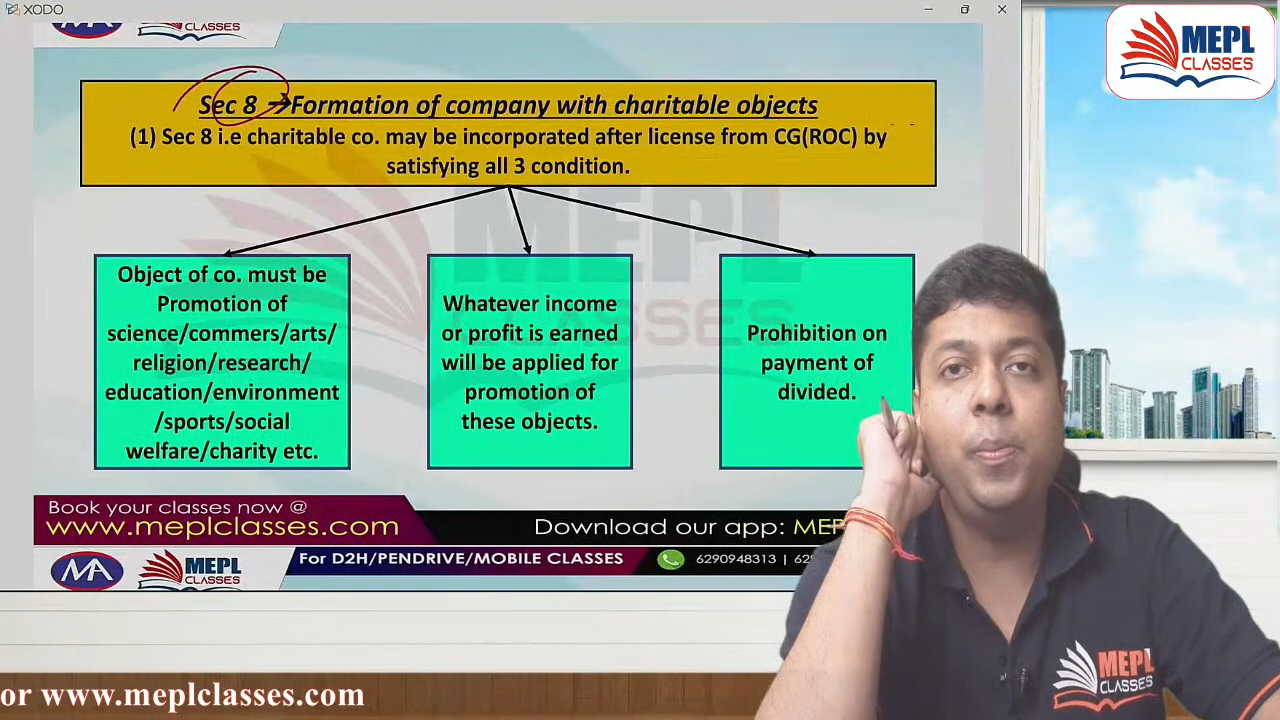 XODO
MEPL
CLASSES
Sec 8 →Formation of company with charitable objects
(1) Sec 8 i.e charitable co. may be incorporated after license from CG(ROC) by
satisfying all 3 condition.
Object of co. must be
Promotion of
science/commers/arts/
religion/research/
education/environment
/sports/social
welfare/charity etc.
Whatever income
or profit is earned
will be applied for
promotion of
these objects.
Prohibition on
payment of
divided.
MEPL
CLASSES
Book your classes now @
www.meplclasses.com
Download our app: MEP
MA
MEPL
CLASSES
For D2H/PENDRIVE/MOBILE CLASSES
6290948313 | 62
MEPL
CLASSES
or www.meplclasses.com